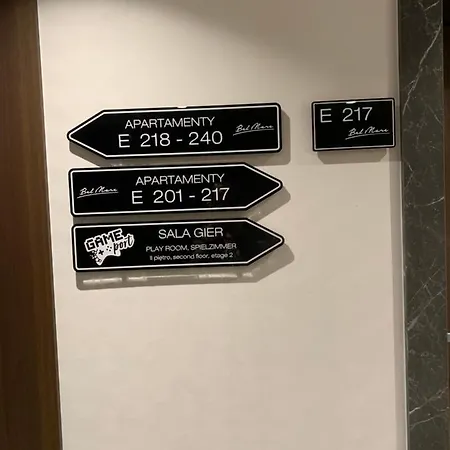 APARTAMENTY
E 218 - 240
Bel Mare
E 217
Bel Mare
APARTAMENTY
E 201 - 217
Bel Mare
GAME
port
SALA GIER
PLAY ROOM, SPIELZIMMER
II piętro, second floor, etage 2